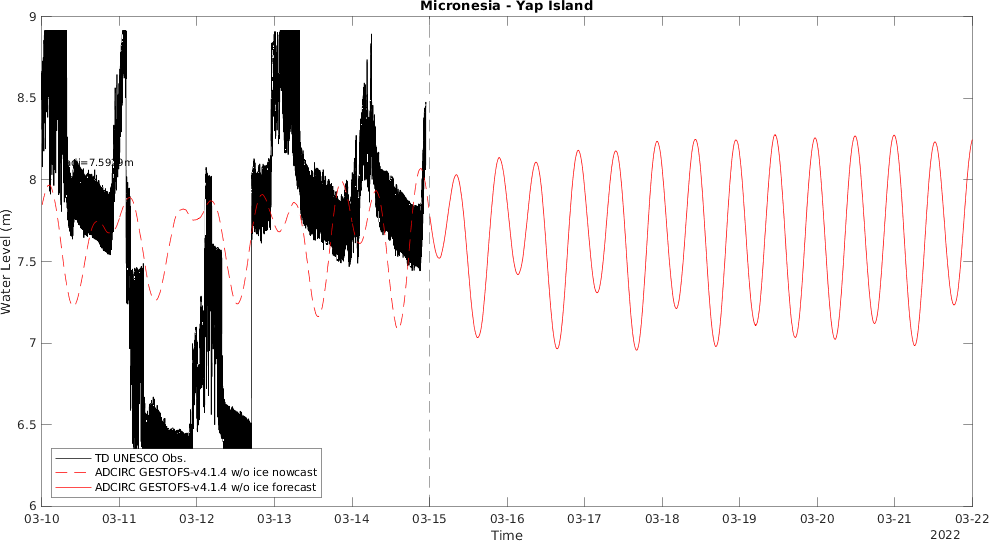 Micronesia - Yap Island
9
8.5
8
7.5
7
6.5
6
Water Level (m)
TD UNESCO Obs.
ADCIRC GESTOFS-v4.1.4 w/o ice nowcast
ADCIRC GESTOFS-v4.1.4 w/o ice forecast
03-10 03-11 03-12 03-13 03-14 03-15 03-16 03-17 03-18 03-19 03-20 03-21 03-22
Time
2022